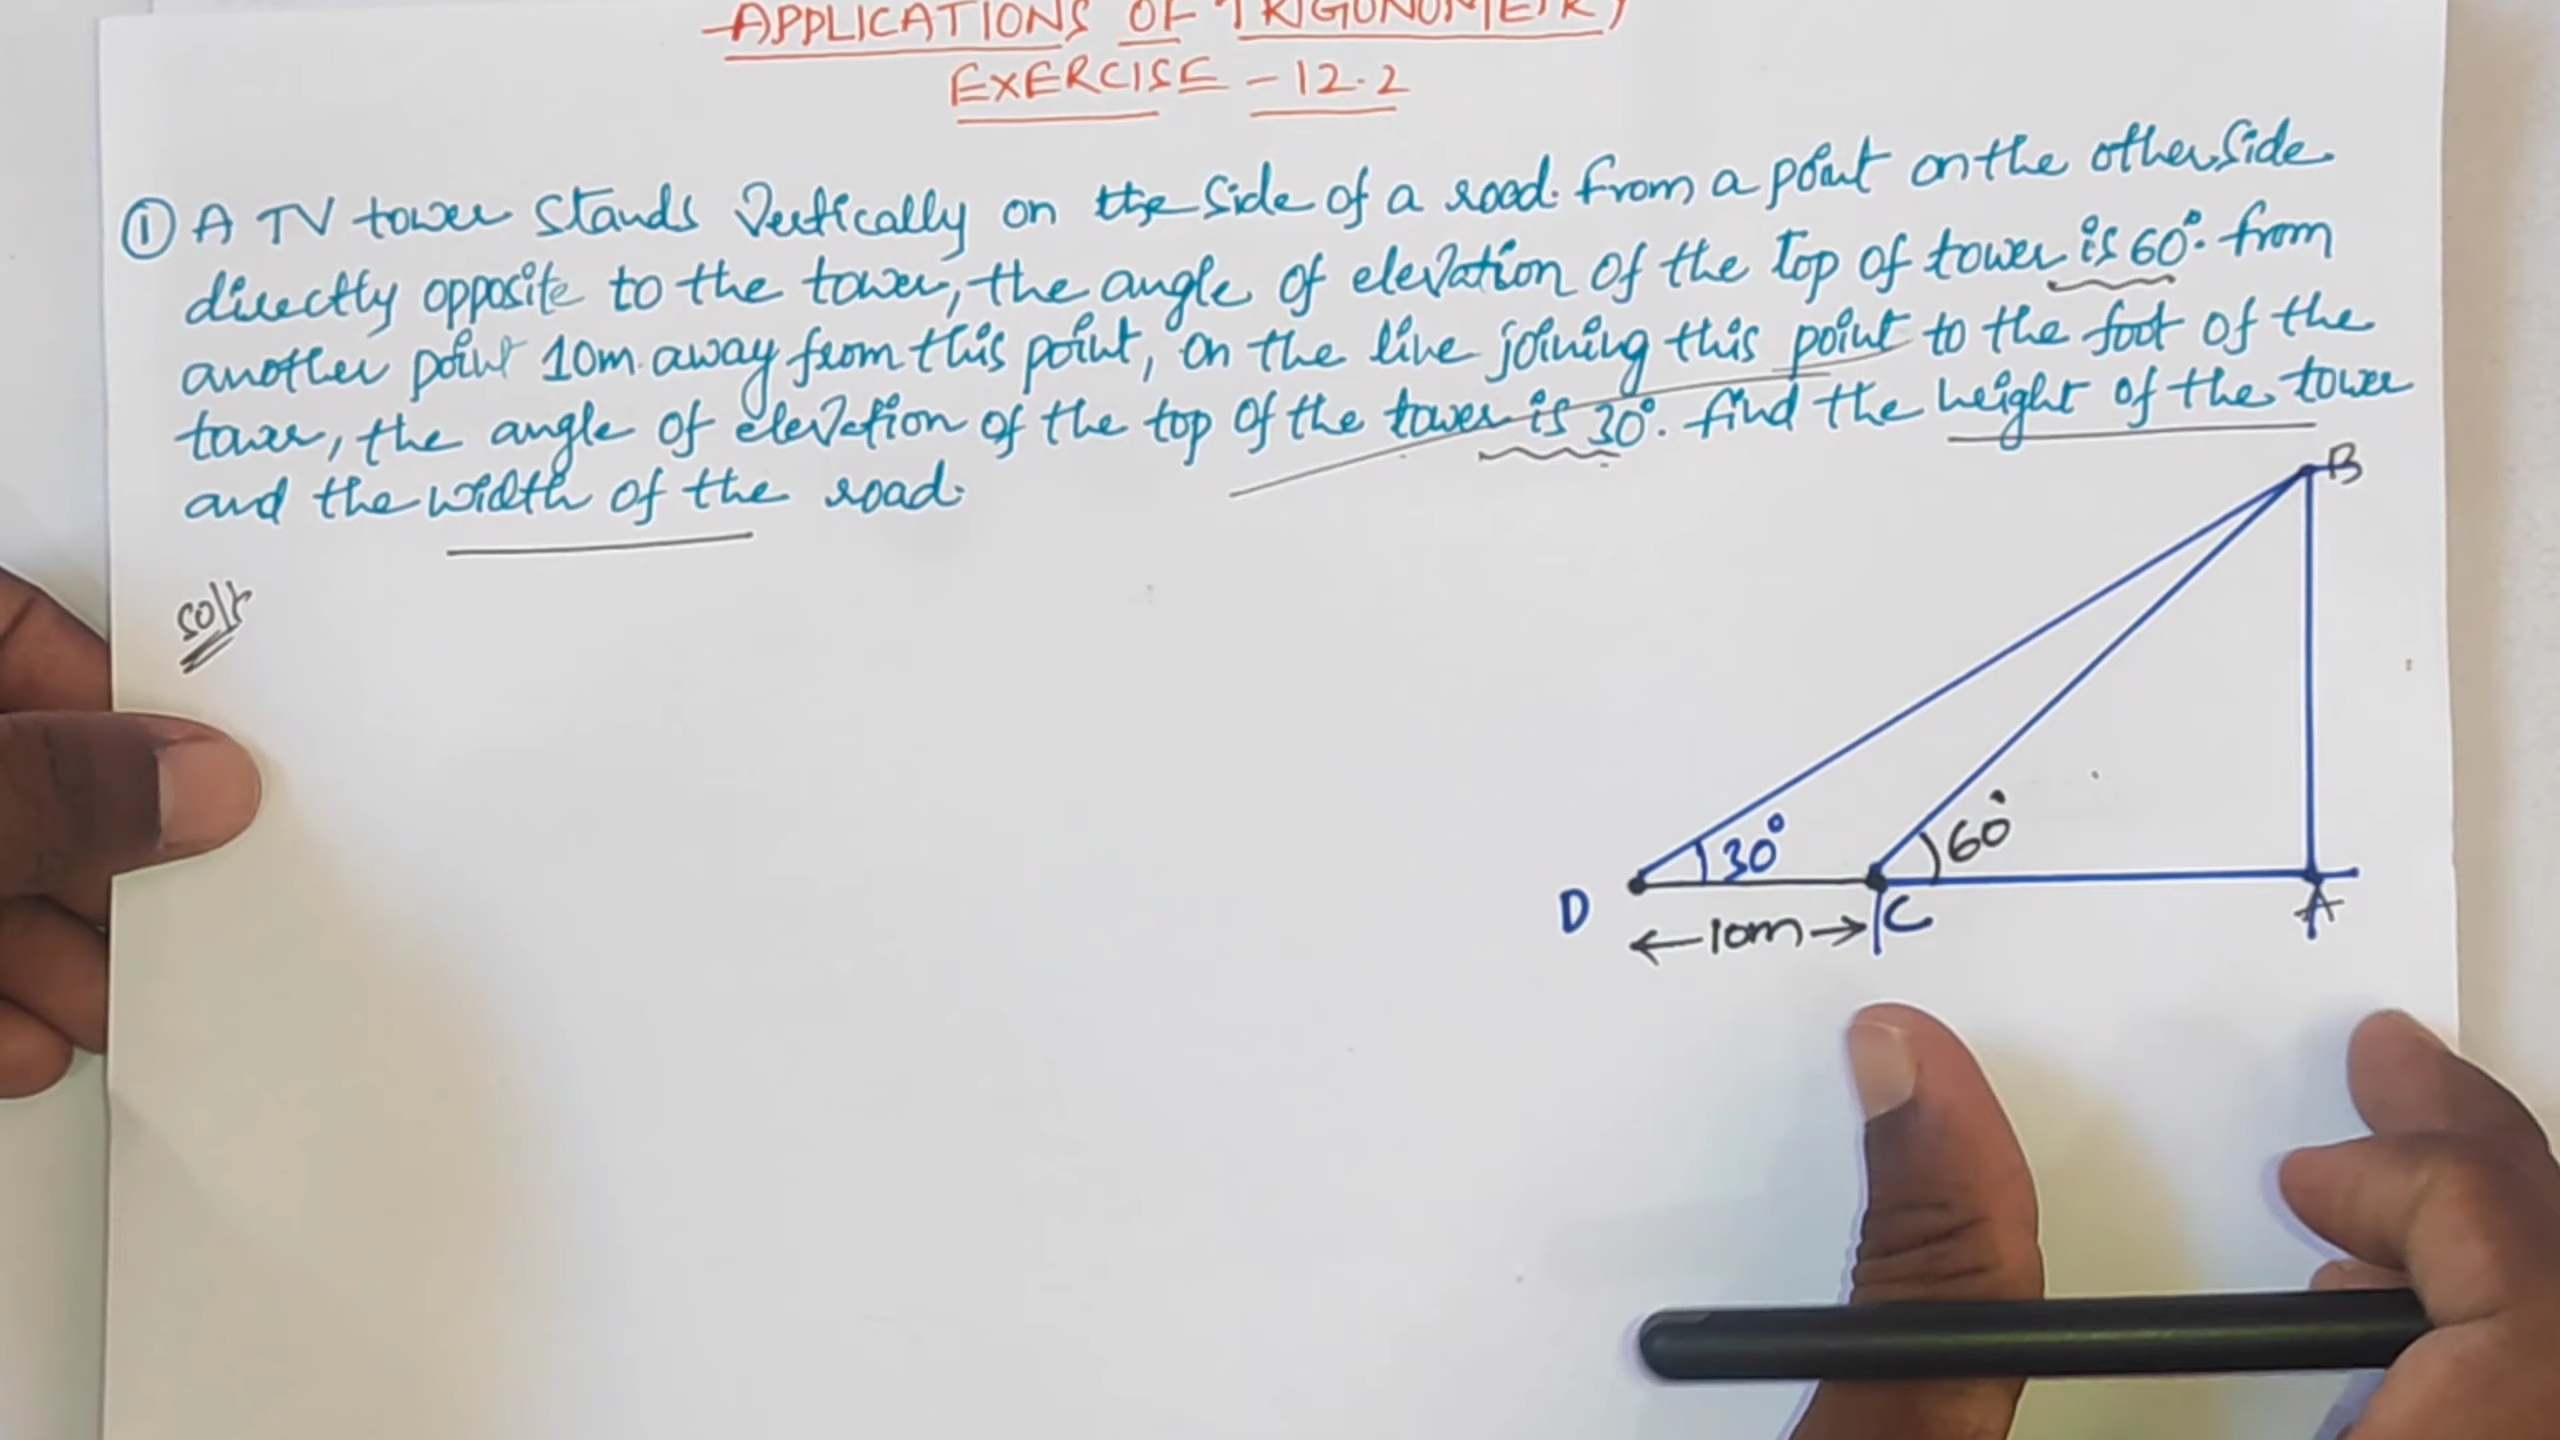 APPLICATIONS OF TRIGONOMETRY
EXERCISE - 12.2
① A TV tower stands vertically on the side of a road. From a point on the other side
directly opposite to the tower, the angle of elevation of the top of tower is 60°. from
another point 10m away from this point, on the line joining this point to the foot of the
tower, the angle of elevation of the top of the tower is 30°. find the height of the tower
and the width of the road.
B
30°
60°
D
C
A
10m